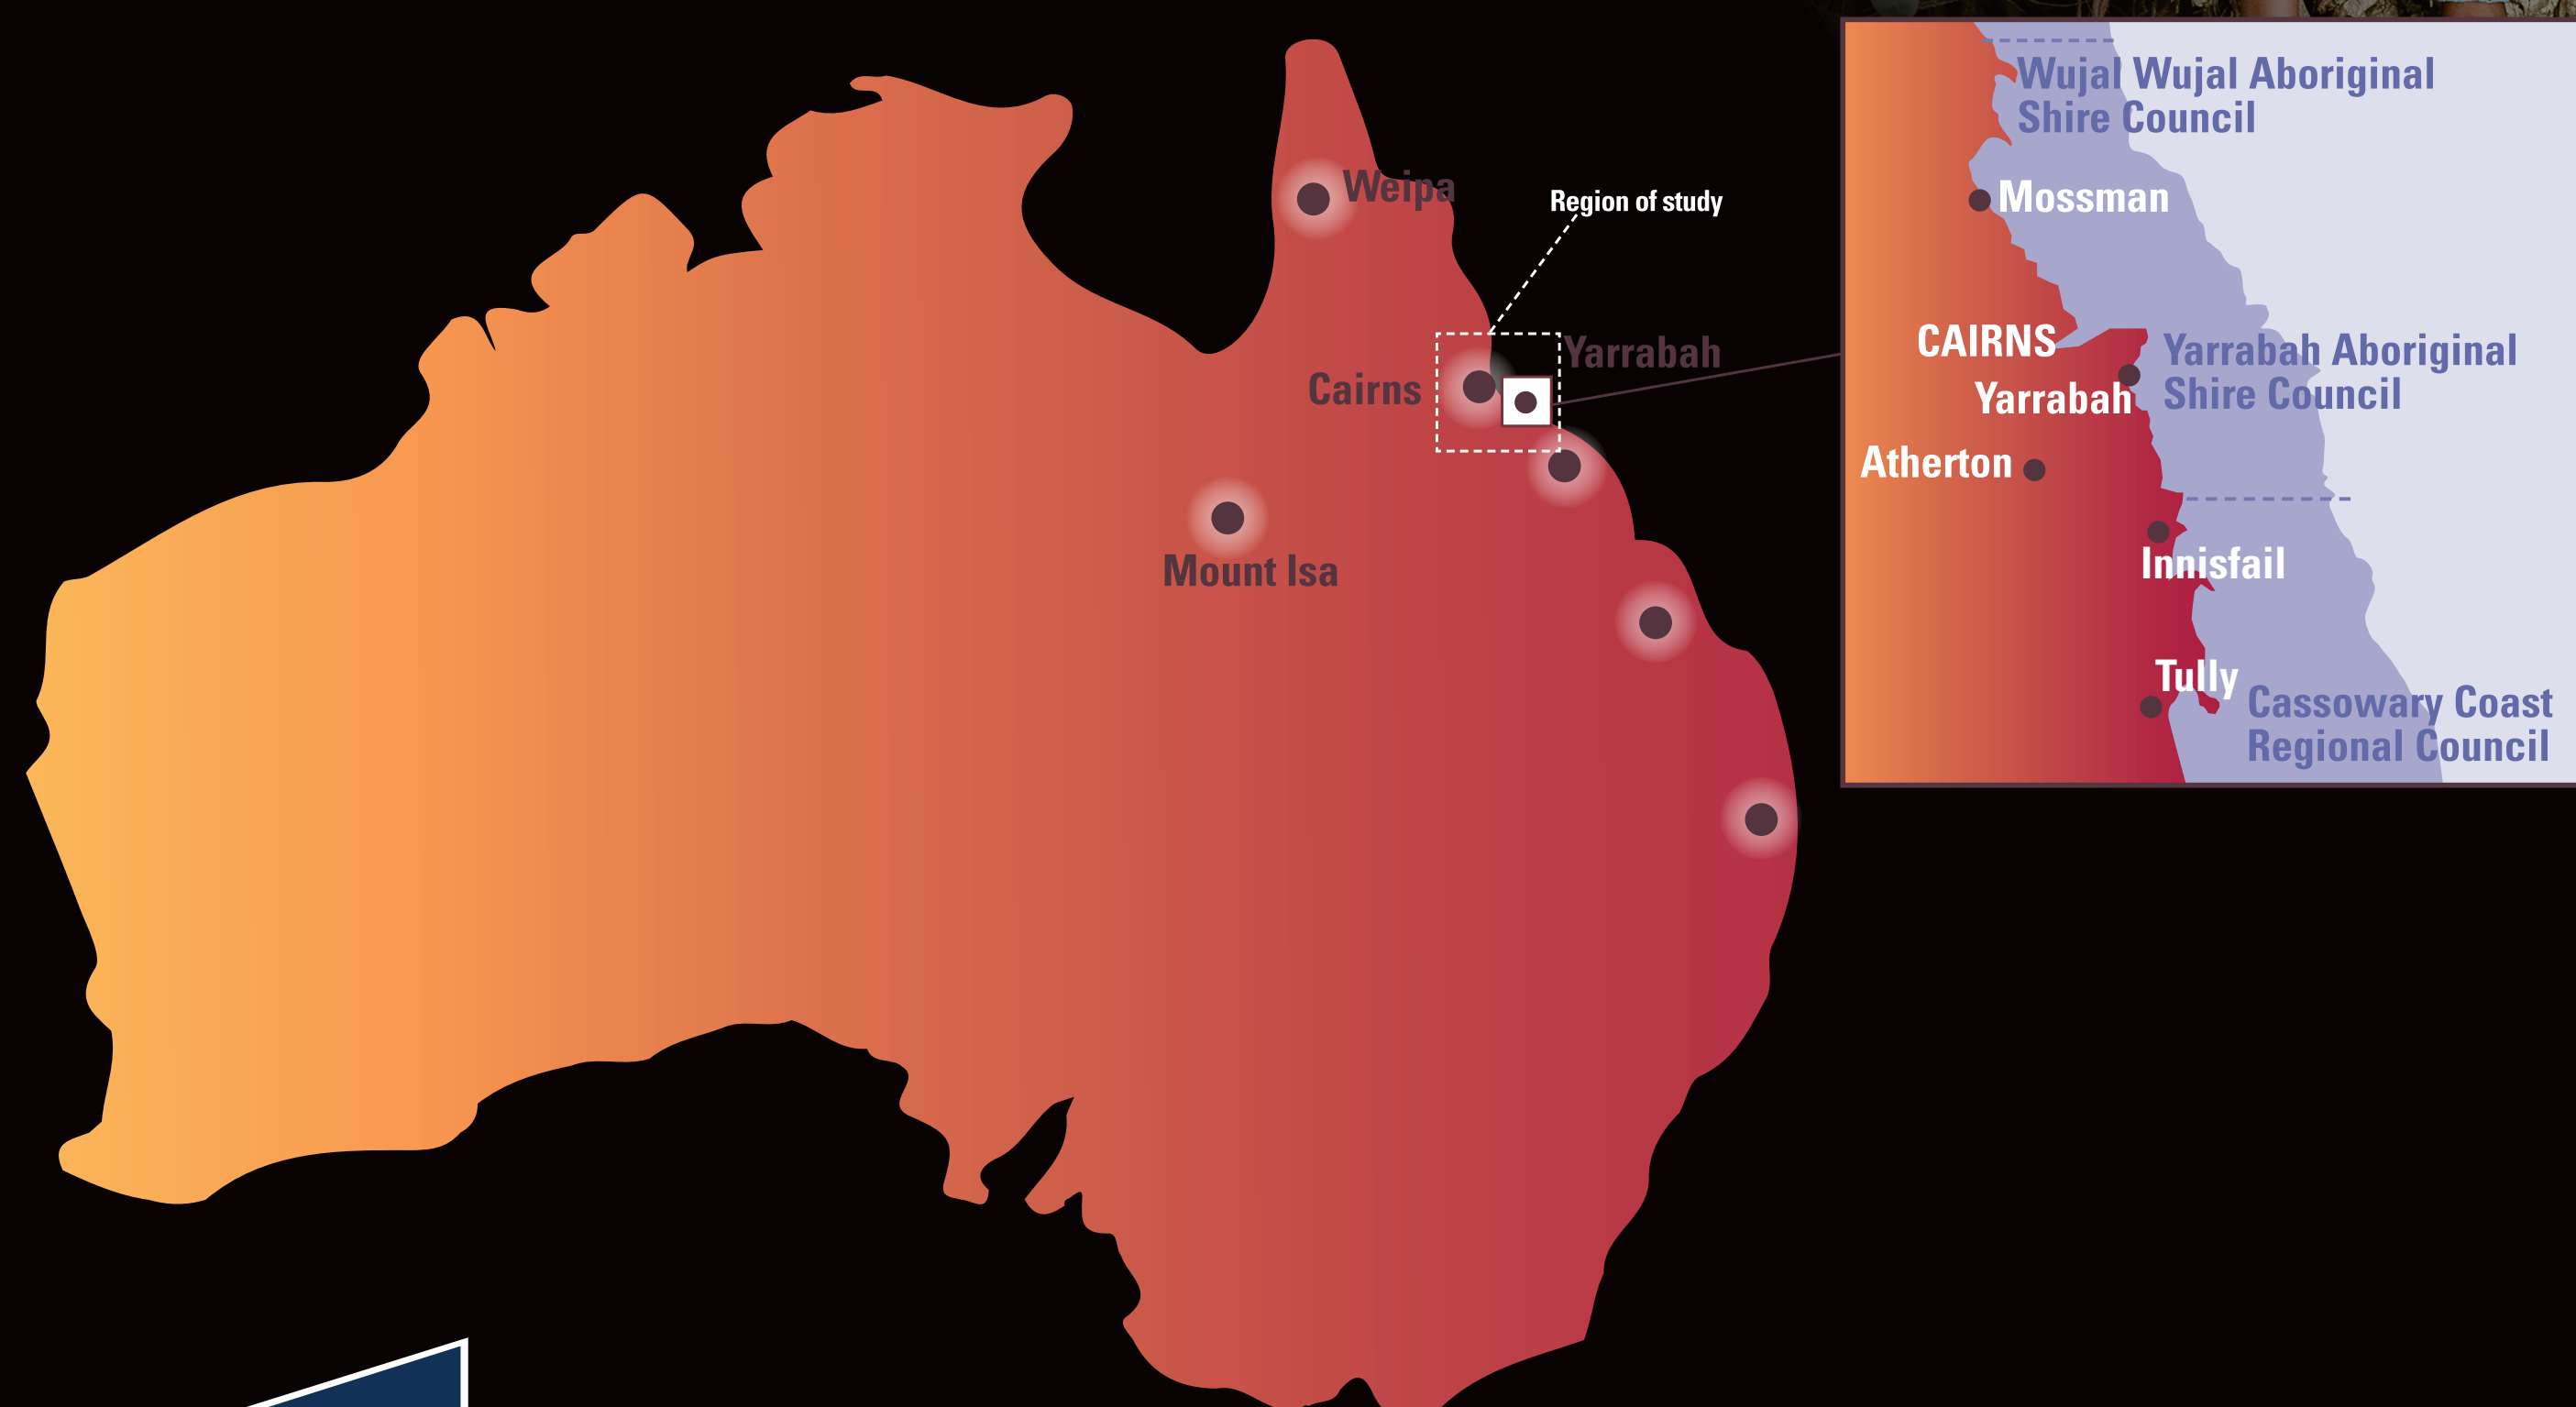 Weipa
Region of study
Yarrabah
Cairns
Mount Isa
Wujal Wujal Aboriginal
Shire Council
Mossman
CAIRNS
Yarrabah Aboriginal
Shire Council
Yarrabah
Atherton
Innisfail
Tully
Cassowary Coast
Regional Council